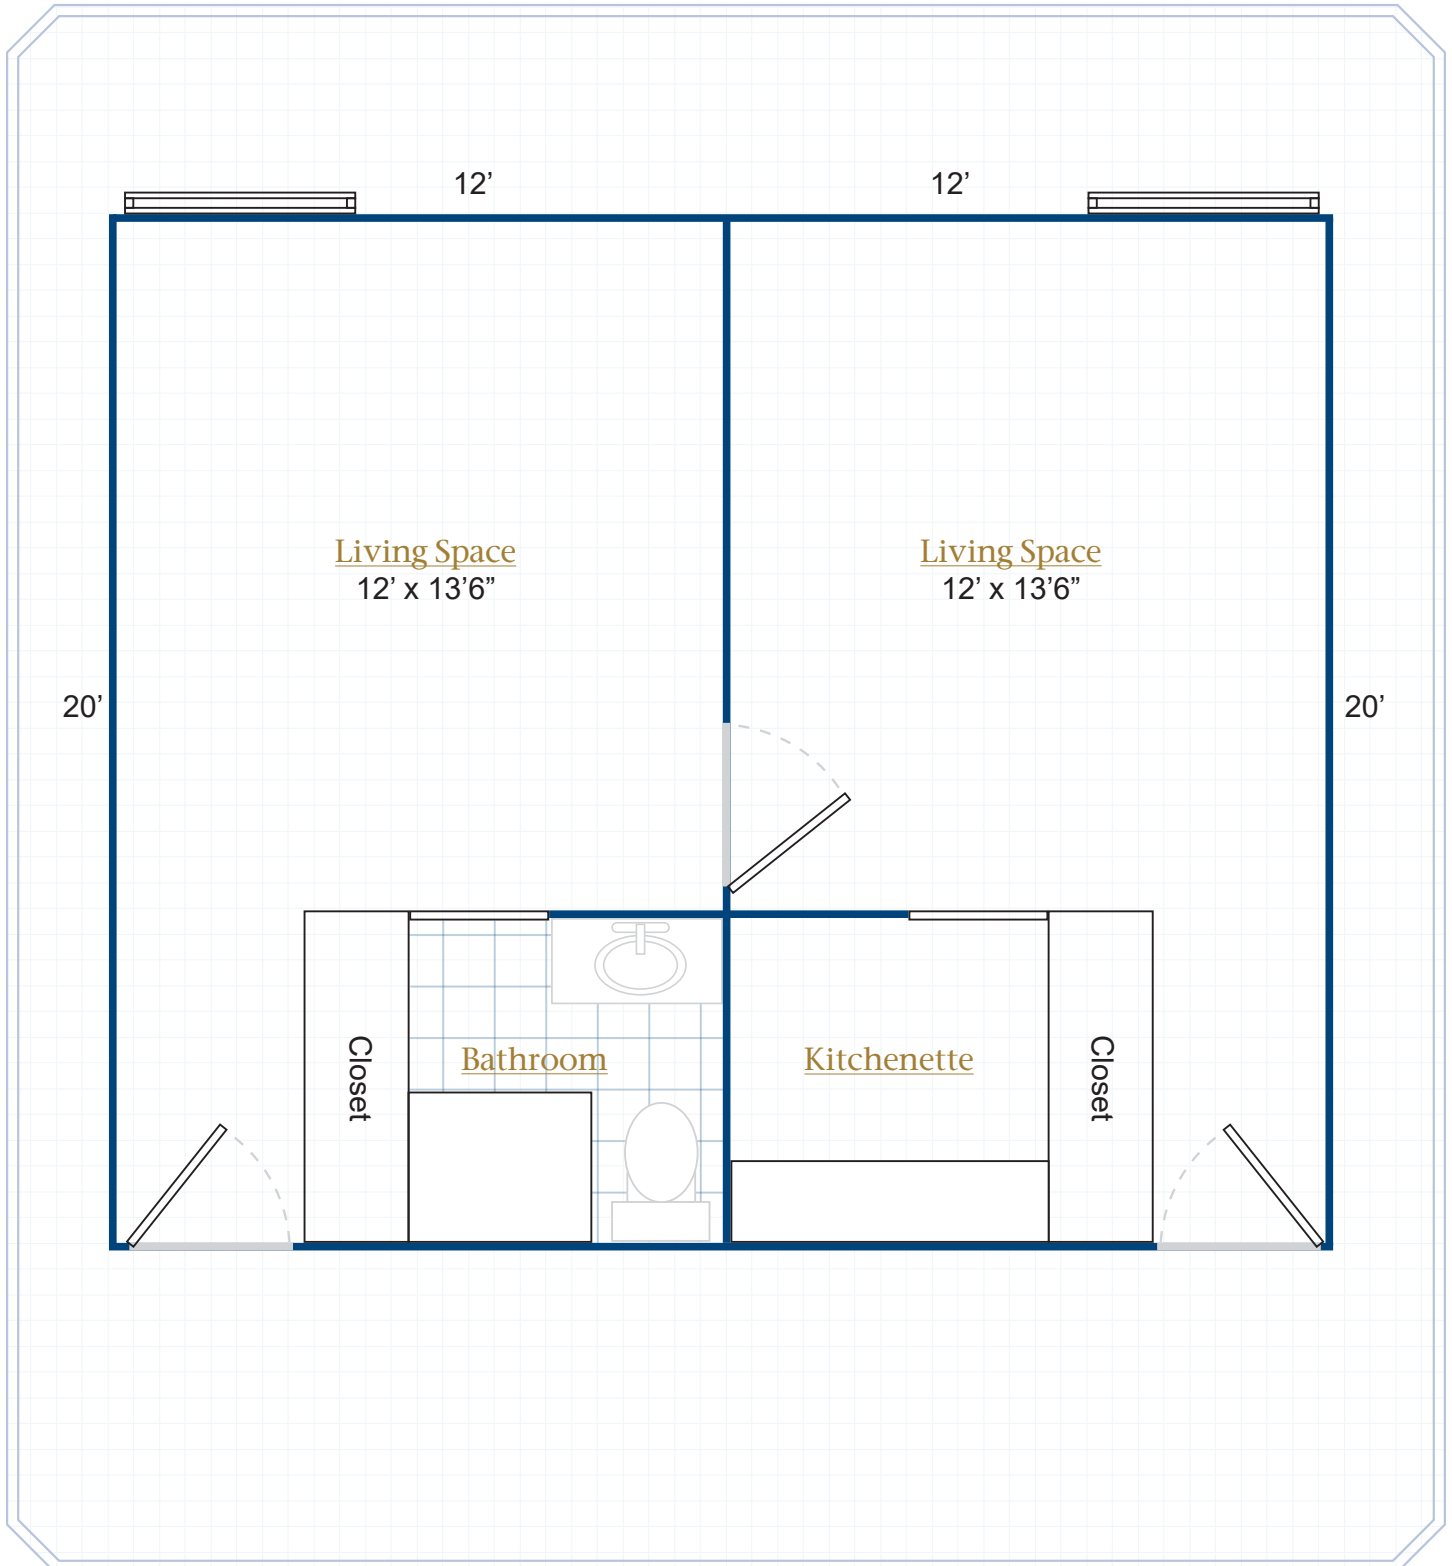 12’
12’
Living Space
12’ x 13’6”
Living Space
12’ x 13’6”
20’
20’
Closet
Bathroom
Kitchenette
Closet